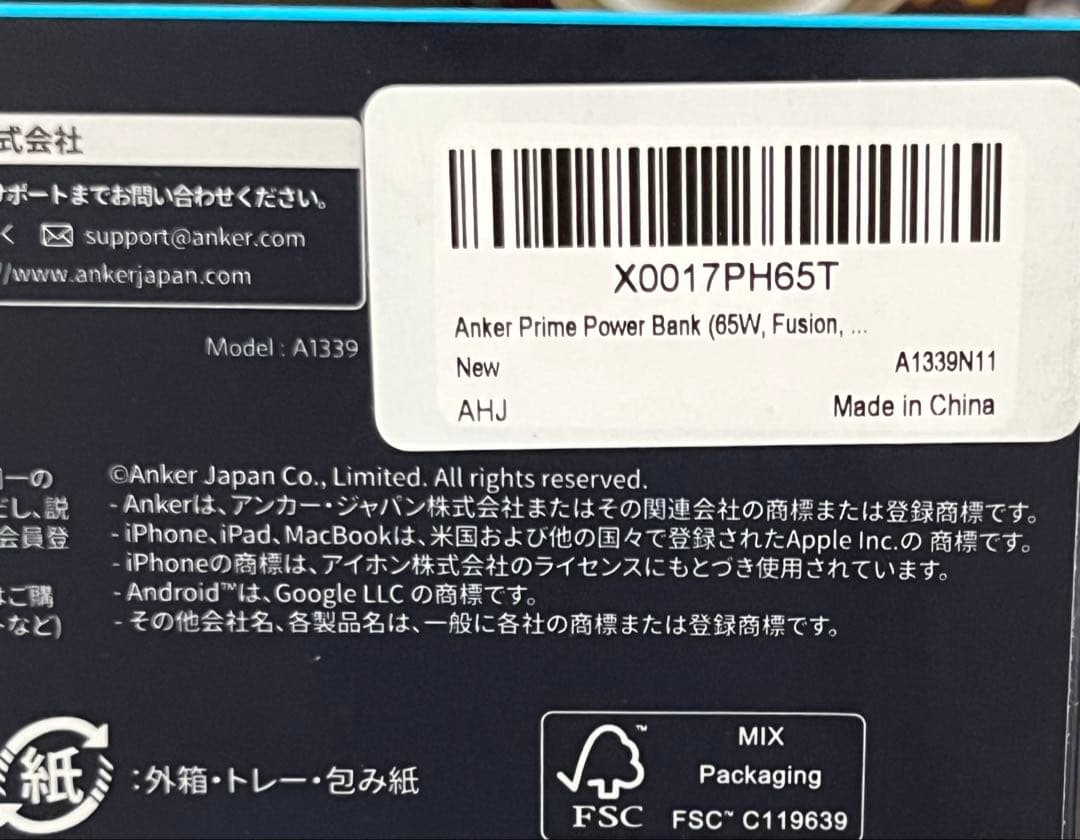 式会社
サポートまでお問い合わせください。
く support@anker.com
//www.ankerjapan.com
Model : A1339
X0017PH65T
Anker Prime Power Bank (65W, Fusion, ...
New A1339N11
AHJ Made in China
一の
だし、説
会員登
はご購
など)
©Anker Japan Co., Limited. All rights reserved.
- Ankerは、アンカー・ジャパン株式会社またはその関連会社の商標または登録商標です。
- iPhone、iPad、MacBookは、米国および他の国々で登録されたApple Inc.の 商標です。
- iPhoneの商標は、アイホン株式会社のライセンスにもとづき使用されています。
- Android™は、Google LLC の商標です。
- その他会社名、各製品名は、一般に各社の商標または登録商標です。
紙 :外箱・トレー・包み紙
FSC™
MIX
Packaging
FSC™ C119639